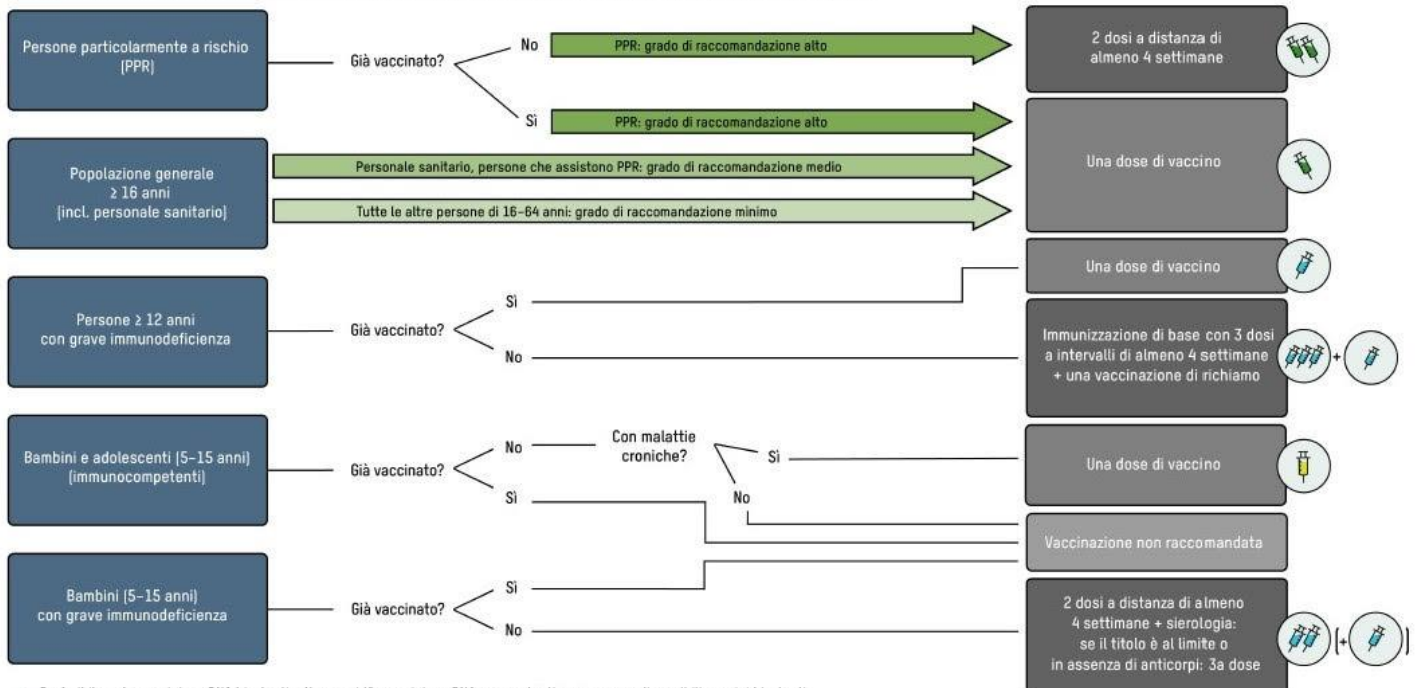 Persone particolarmente a rischio
(PPR)
Già vaccinato?
No
PPR: grado di raccomandazione alto
2 dosi a distanza di
almeno 4 settimane
Sì
PPR: grado di raccomandazione alto
Popolazione generale
≥ 16 anni
(incl. personale sanitario)
Personale sanitario, persone che assistono PPR: grado di raccomandazione medio
Tutte le altre persone di 16–64 anni: grado di raccomandazione minimo
Una dose di vaccino
Persone ≥ 12 anni
con grave immunodeficienza
Già vaccinato?
Sì
Una dose di vaccino
No
Immunizzazione di base con 3 dosi
a intervalli di almeno 4 settimane
+ una vaccinazione di richiamo
+
Bambini e adolescenti (5–15 anni)
(immunocompetenti)
Già vaccinato?
No
Con malattie
croniche?
Sì
Una dose di vaccino
No
Sì
Vaccinazione non raccomandata
Bambini (5–15 anni)
con grave immunodeficienza
Già vaccinato?
Sì
No
2 dosi a distanza di almeno
4 settimane + sierologia:
se il titolo è al limite o
in assenza di anticorpi: 3a dose
(+ )